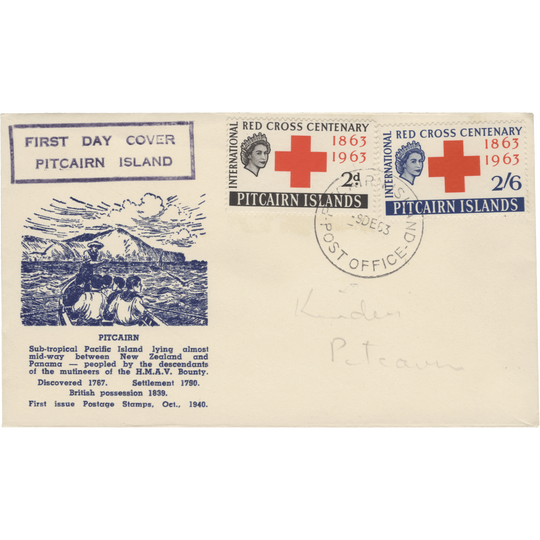 FIRST DAY COVER
PITCAIRN ISLAND
INTERNATIONAL
RED CROSS CENTENARY
1863
1963
2d
PITCAIRN ISLANDS
INTERNATIONAL
RED CROSS CENTENARY
1863
1963
2/6
PITCAIRN ISLANDS
POST OFFICE
DE63
PITCAIRN
Sub-tropical Pacific Island lying almost
mid-way between New Zealand and
Panama — peopled by the descendants
of the mutineers of the H.M.A.V. Bounty.
Discovered 1767. Settlement 1790.
British possession 1839.
First issue Postage Stamps, Oct., 1940.
Pitcairn